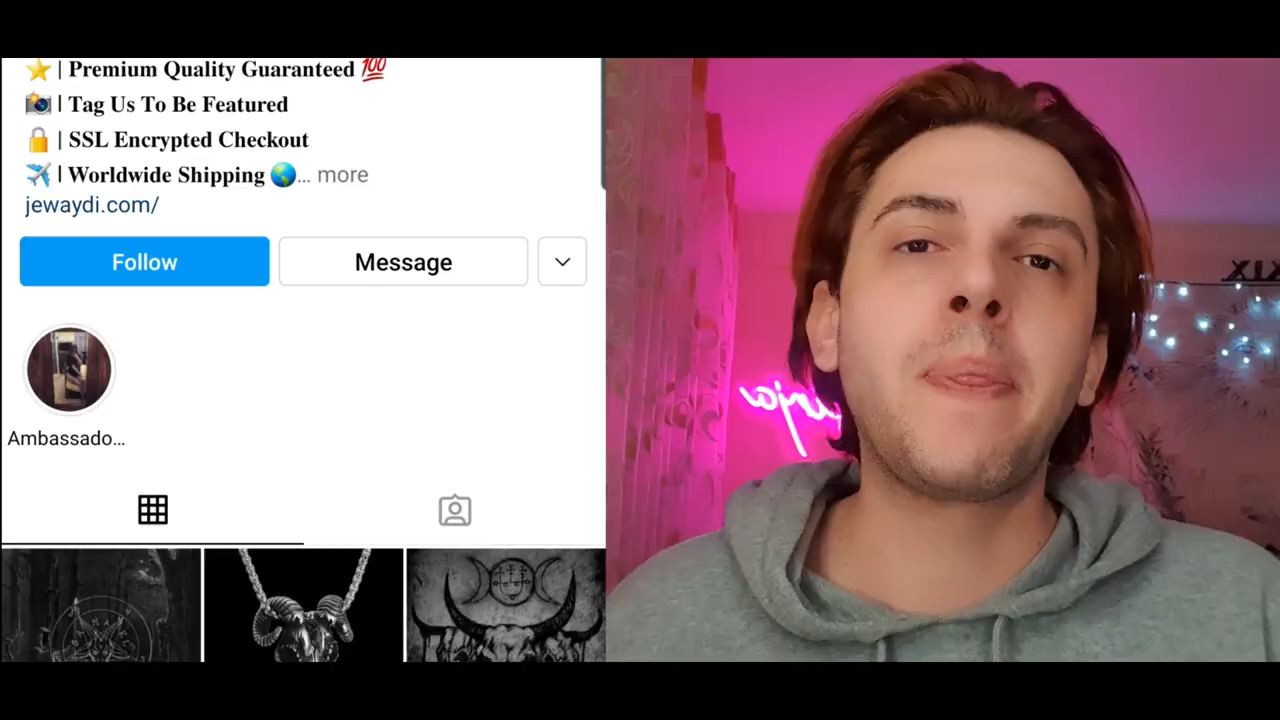 ⭐ | Premium Quality Guaranteed 💯
📸 | Tag Us To Be Featured
🔒 | SSL Encrypted Checkout
✈️ | Worldwide Shipping 🌎... more
jewaydi.com/
Follow
Message
Ambassado...
XIX